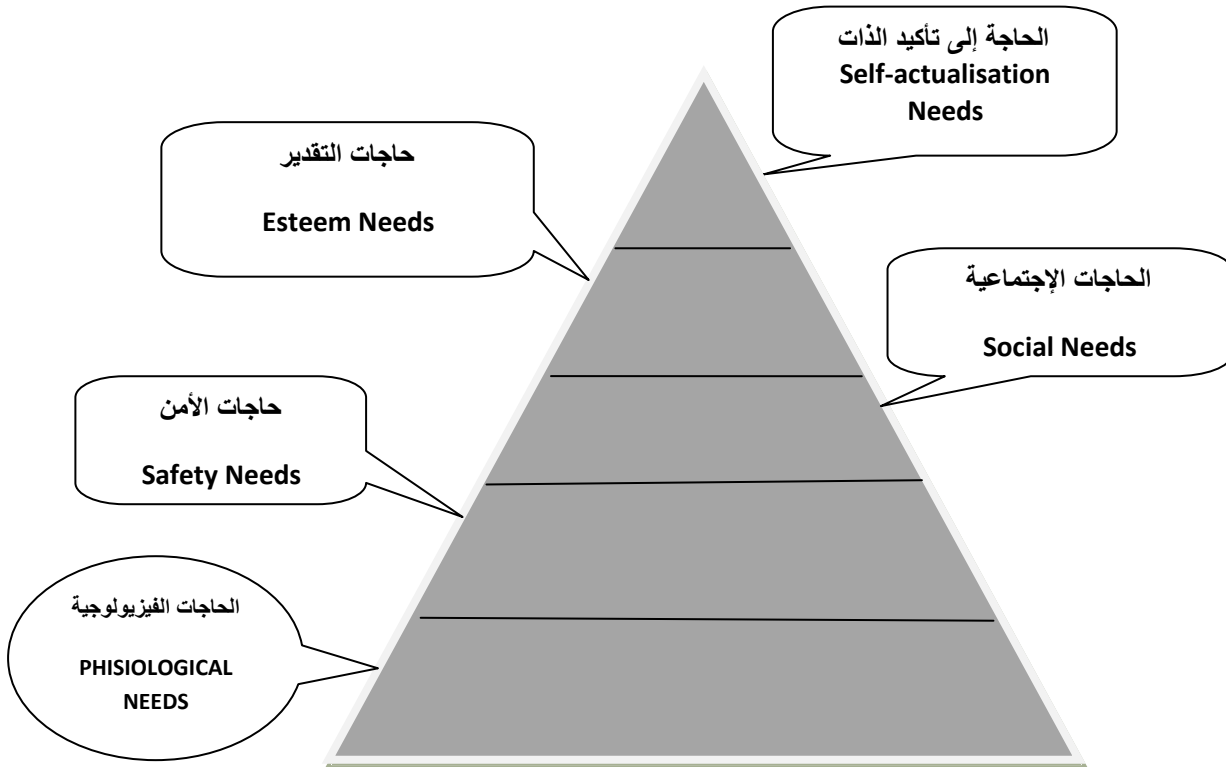 الحاجة إلى تأكيد الذات
Self-actualisation
Needs
حاجات التقدير
Esteem Needs
الحاجات الإجتماعية
Social Needs
حاجات الأمن
Safety Needs
الحاجات الفيزيولوجية
PHISIOLOGICAL
NEEDS